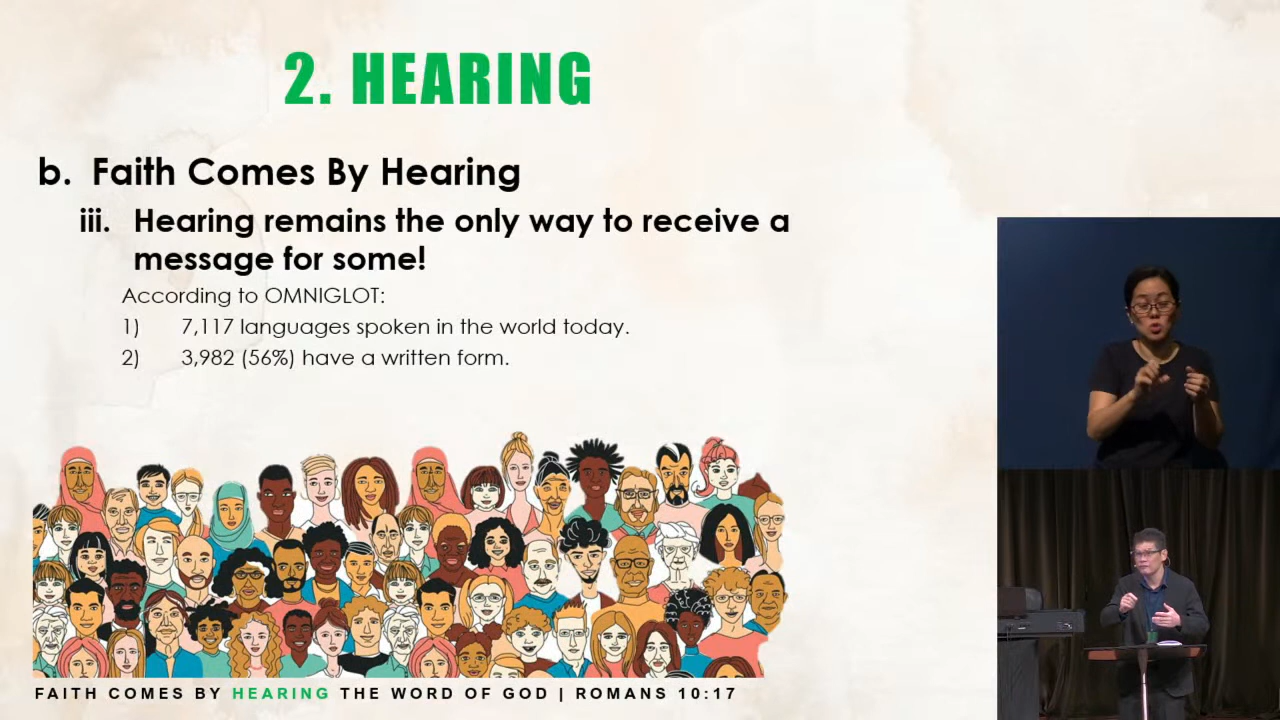 2. HEARING
b. Faith Comes By Hearing
iii. Hearing remains the only way to receive a
message for some!
According to OMNIGLOT:
1) 7,117 languages spoken in the world today.
2) 3,982 (56%) have a written form.
FAITH COMES BY HEARING THE WORD OF GOD | ROMANS 10:17